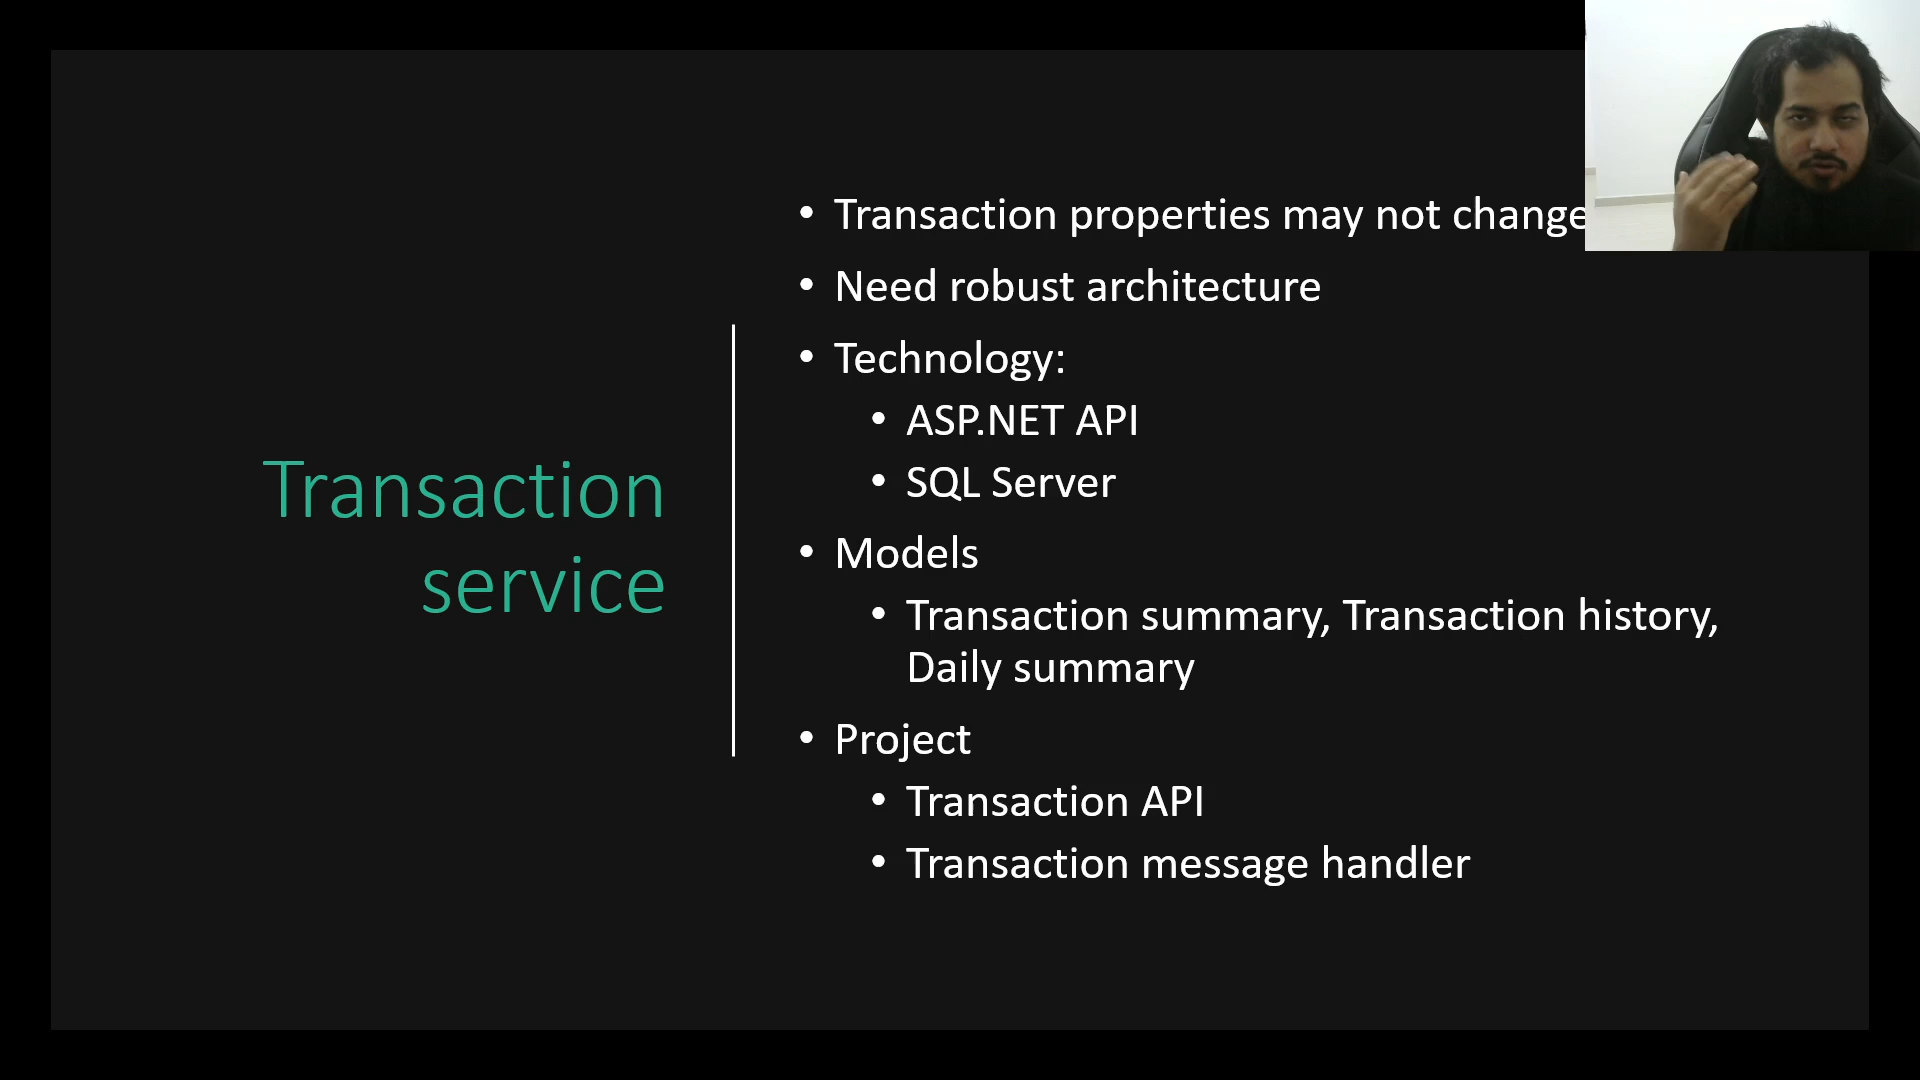 Transaction
service
• Transaction properties may not change
• Need robust architecture
• Technology:
• ASP.NET API
• SQL Server
• Models
• Transaction summary, Transaction history,
Daily summary
• Project
• Transaction API
• Transaction message handler